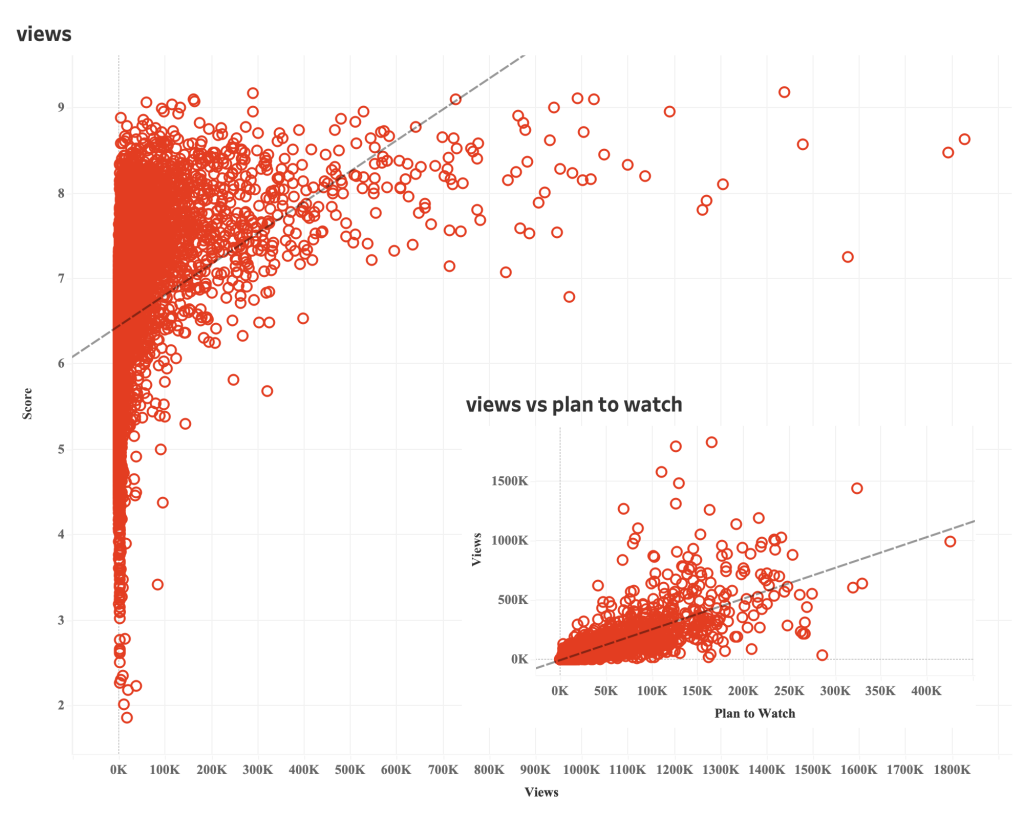 views
9
8
7
6
5
4
3
2
Score
0K 100K 200K 300K 400K 500K 600K 700K 800K 900K 1000K 1100K 1200K 1300K 1400K 1500K 1600K 1700K 1800K
Views
views vs plan to watch
1500K
1000K
500K
0K
Views
0K 50K 100K 150K 200K 250K 300K 350K 400K
Plan to Watch